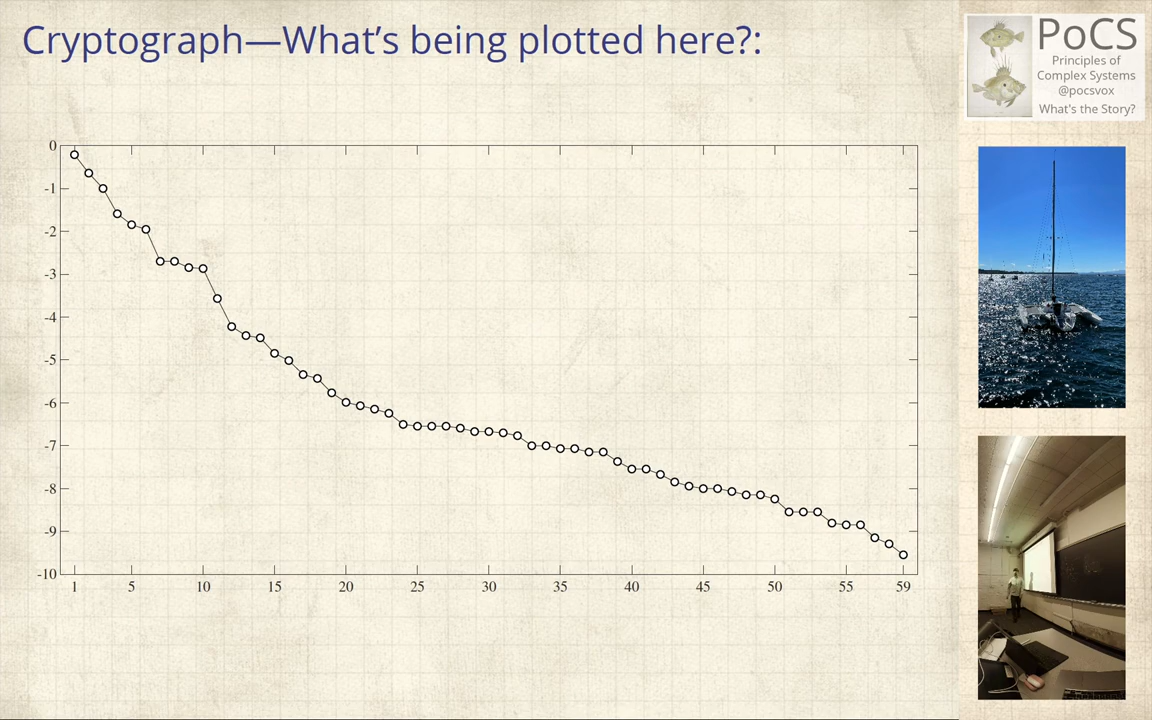 Cryptograph—What’s being plotted here?:
PoCS
Principles of
Complex Systems
@pocsvox
What's the Story?
0
-1
-2
-3
-4
-5
-6
-7
-8
-9
-10
1 5 10 15 20 25 30 35 40 45 50 55 59